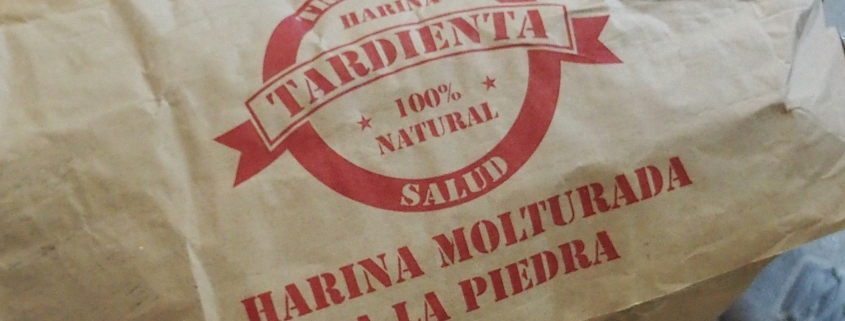 HARINA
TARDIENTA
100%
NATURAL
SALUD
HARINA MOLTURADA
A LA PIEDRA